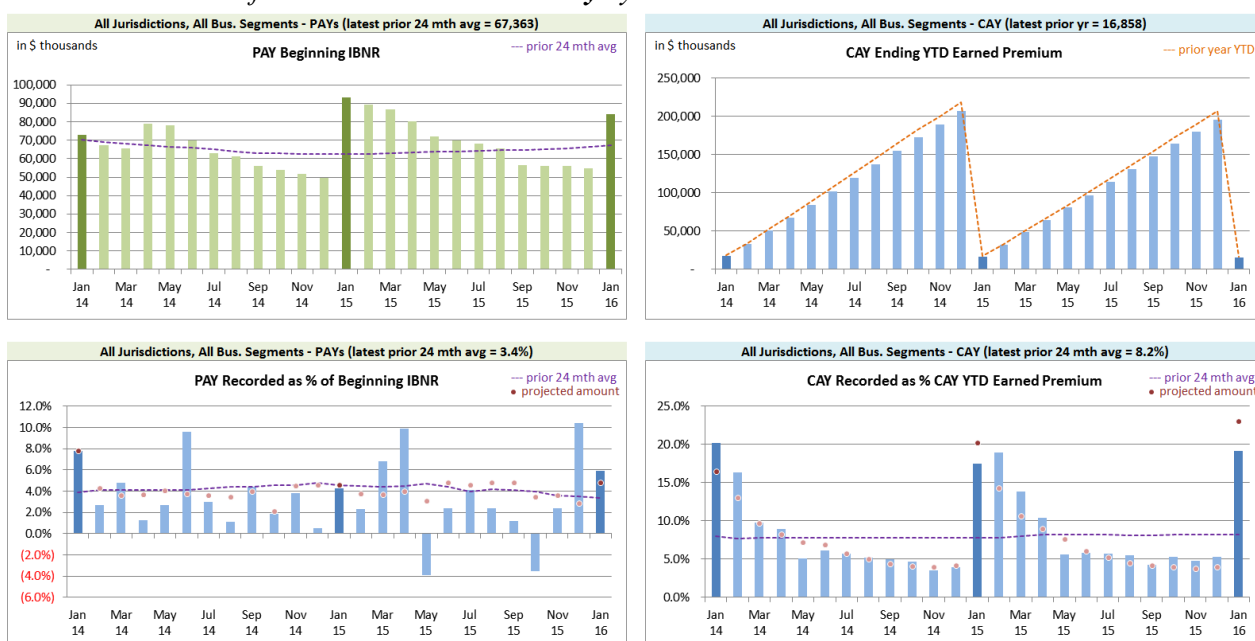 All Jurisdictions, All Bus. Segments - PAYs (latest prior 24 mth avg = 67,363)
in $ thousands
PAY Beginning IBNR
--- prior 24 mth avg
100,000
90,000
80,000
70,000
60,000
50,000
40,000
30,000
20,000
10,000
-
Jan 14 Mar 14 May 14 Jul 14 Sep 14 Nov 14 Jan 15 Mar 15 May 15 Jul 15 Sep 15 Nov 15 Jan 16
All Jurisdictions, All Bus. Segments - CAY (latest prior yr = 16,858)
in $ thousands
CAY Ending YTD Earned Premium
--- prior year YTD
250,000
200,000
150,000
100,000
50,000
-
Jan 14 Mar 14 May 14 Jul 14 Sep 14 Nov 14 Jan 15 Mar 15 May 15 Jul 15 Sep 15 Nov 15 Jan 16
All Jurisdictions, All Bus. Segments - PAYs (latest prior 24 mth avg = 3.4%)
PAY Recorded as % of Beginning IBNR
--- prior 24 mth avg
• projected amount
12.0%
10.0%
8.0%
6.0%
4.0%
2.0%
0.0%
(2.0%)
(4.0%)
(6.0%)
Jan 14 Mar 14 May 14 Jul 14 Sep 14 Nov 14 Jan 15 Mar 15 May 15 Jul 15 Sep 15 Nov 15 Jan 16
All Jurisdictions, All Bus. Segments - CAY (latest prior 24 mth avg = 8.2%)
CAY Recorded as % CAY YTD Earned Premium
--- prior 24 mth avg
• projected amount
25.0%
20.0%
15.0%
10.0%
5.0%
0.0%
Jan 14 Mar 14 May 14 Jul 14 Sep 14 Nov 14 Jan 15 Mar 15 May 15 Jul 15 Sep 15 Nov 15 Jan 16